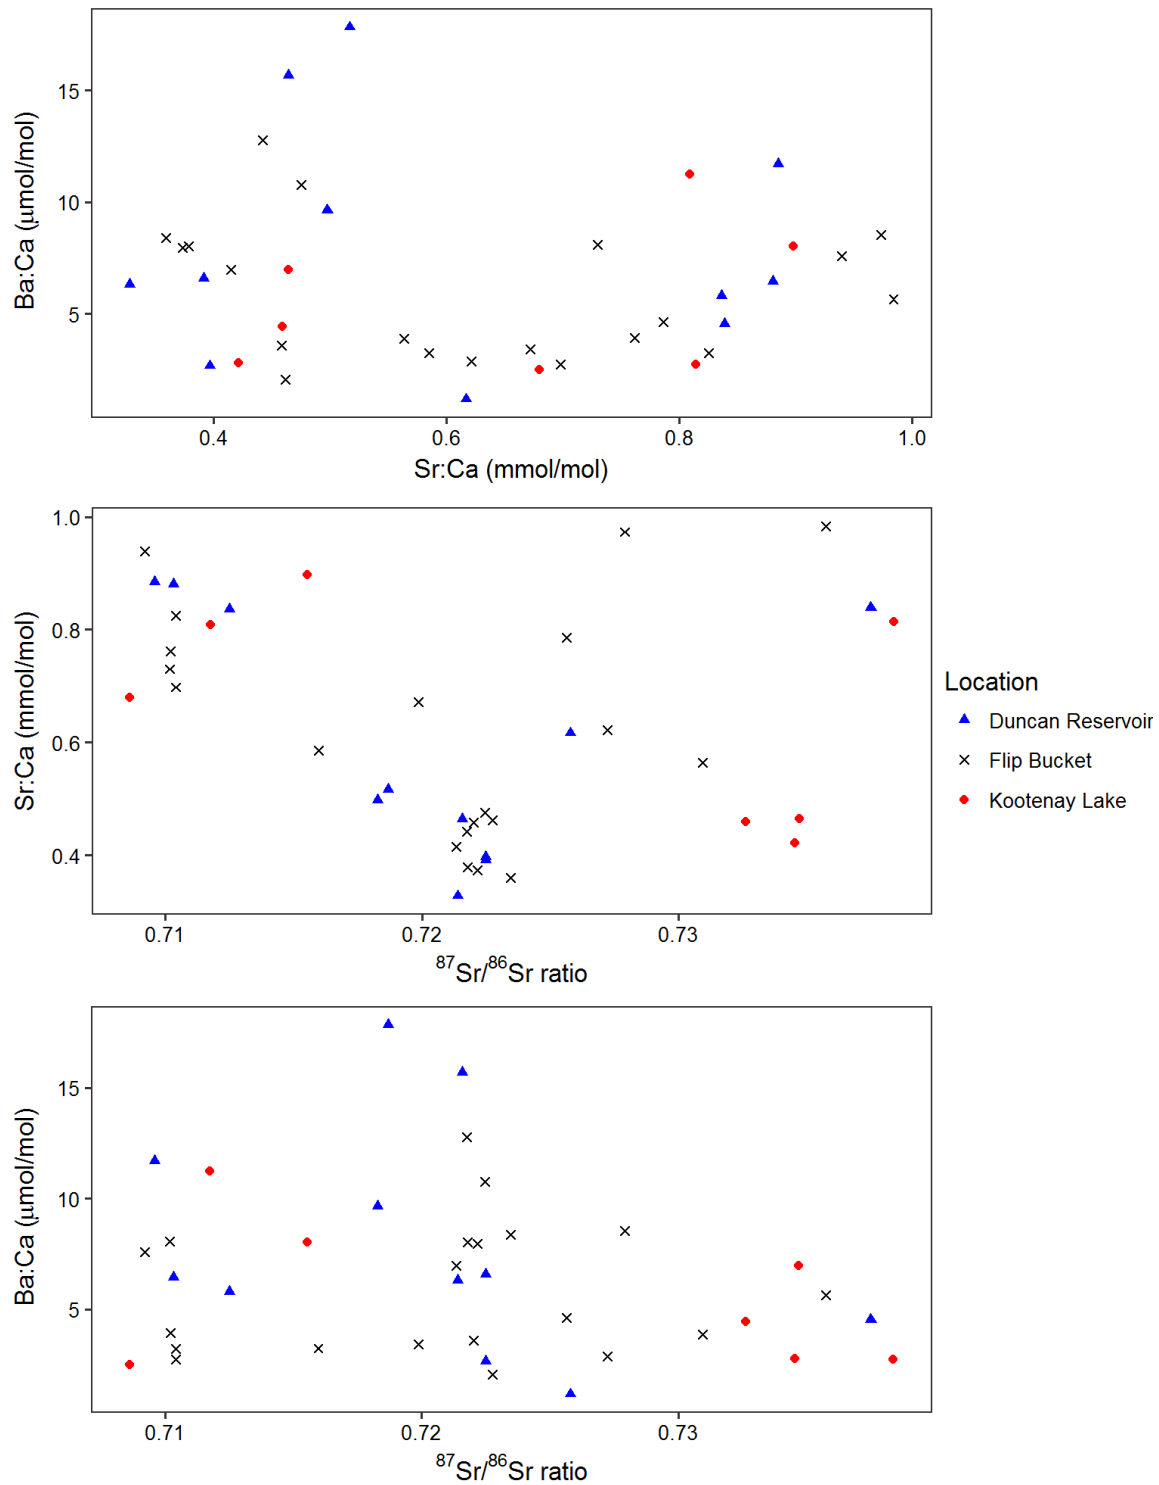 15
10
5
Ba:Ca (μmol/mol)
0.4 0.6 0.8 1.0
Sr:Ca (mmol/mol)
1.0
0.8
0.6
0.4
Sr:Ca (mmol/mol)
0.71 0.72 0.73
⁸⁷Sr/⁸⁶Sr ratio
Location
Duncan Reservoir
Flip Bucket
Kootenay Lake
15
10
5
Ba:Ca (μmol/mol)
0.71 0.72 0.73
⁸⁷Sr/⁸⁶Sr ratio